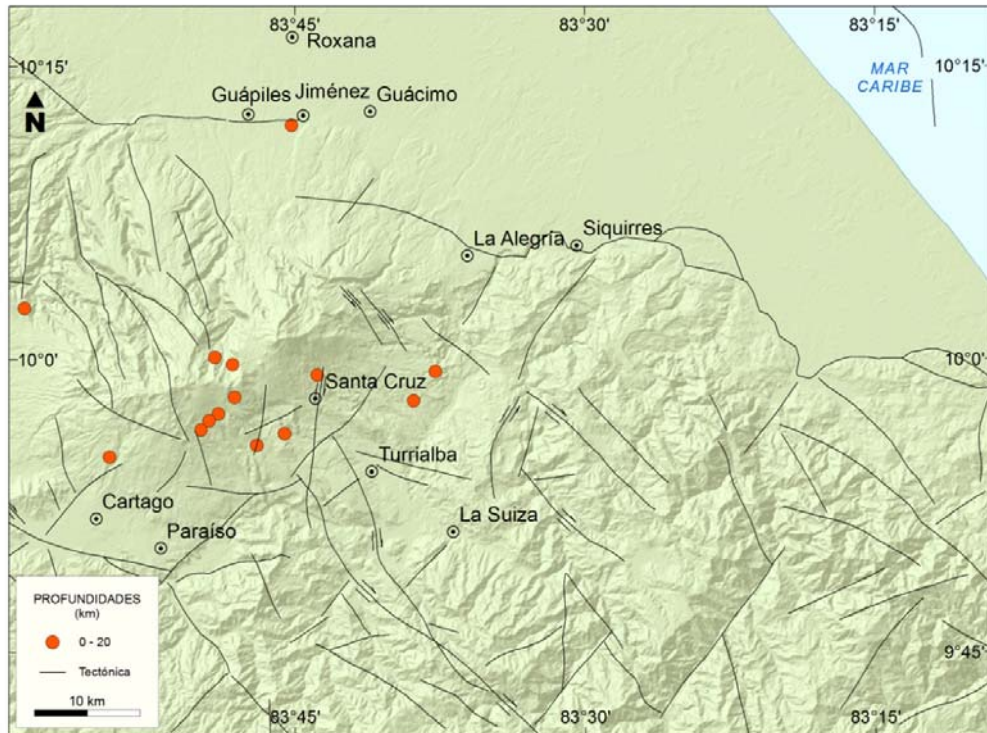 83°45'
83°30'
83°15'
Roxana
10°15'
MAR
CARIBE
10°15'
N
Guápiles
Jiménez
Guácimo
La Alegría
Siquirres
10°0'
10°0'
Santa Cruz
Turrialba
Cartago
Paraíso
La Suiza
PROFUNDIDADES
(km)
0 - 20
Tectónica
10 km
9°45'
83°45'
83°30'
83°15'